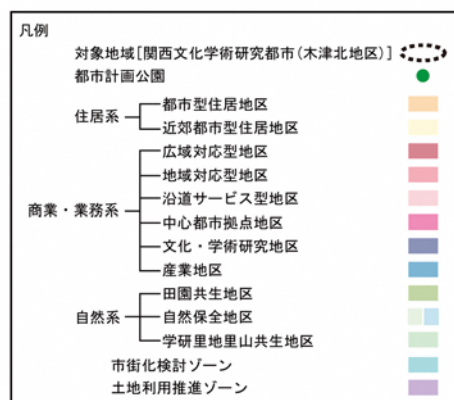 凡例
対象地域[関西文化学術研究都市(木津北地区)]
都市計画公園
住居系
都市型住居地区
近郊都市型住居地区
商業・業務系
広域対応型地区
地域対応型地区
沿道サービス型地区
中心都市拠点地区
文化・学術研究地区
産業地区
自然系
田園共生地区
自然保全地区
学研里地里山共生地区
市街化検討ゾーン
土地利用推進ゾーン